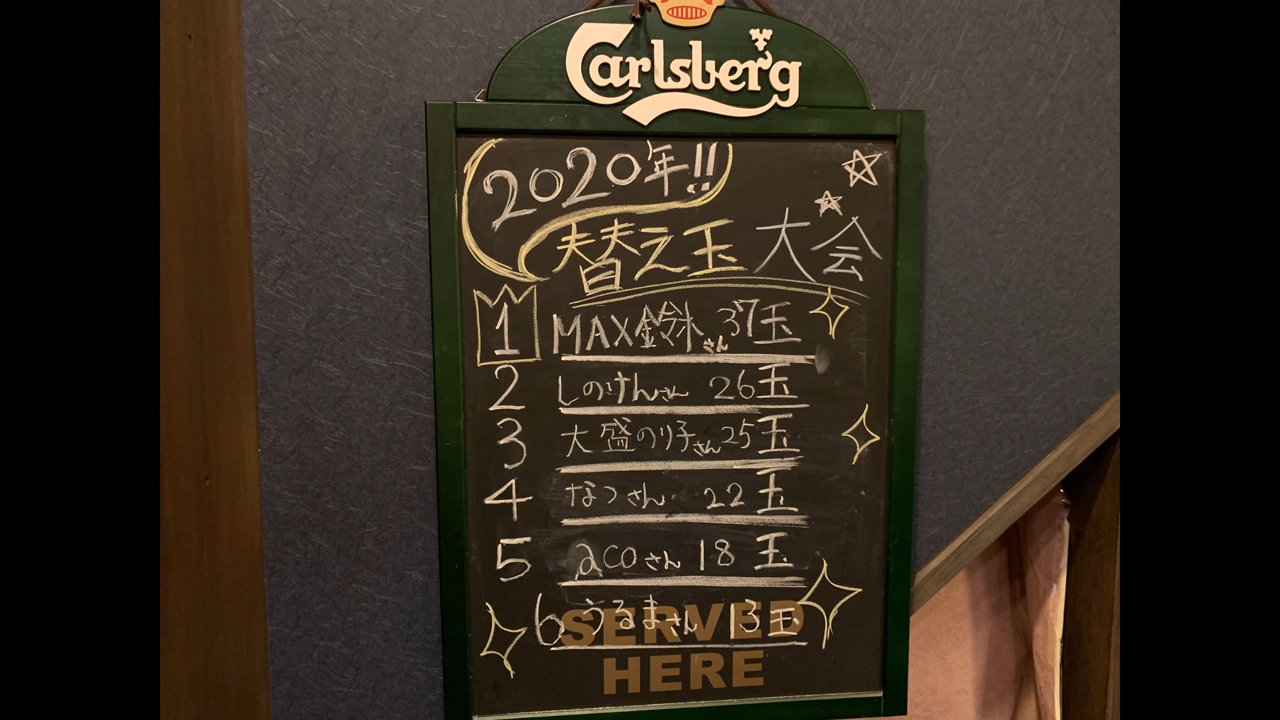 Carlsberg
2020年!!
替え玉大会
1 MAX鈴木さん 37玉
2 しのけんさん 26玉
3 大盛のり子さん 25玉
4 なつさん 22玉
5 acoさん 18玉
6 うるまさん 13玉
SERVED
HERE